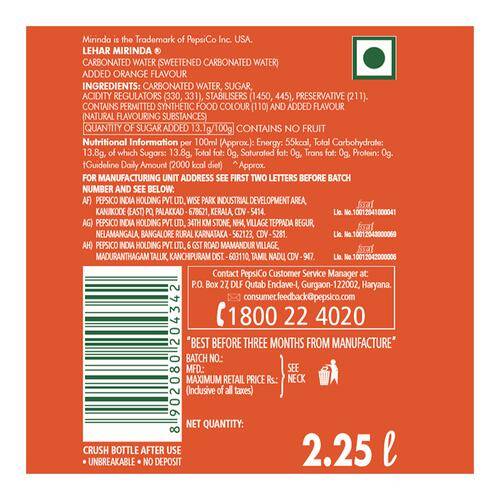 Mirinda is the Trademark of PepsiCo Inc. USA.
LEHAR MIRINDA ®
CARBONATED WATER (SWEETENED CARBONATED WATER)
ADDED ORANGE FLAVOUR
INGREDIENTS: CARBONATED WATER, SUGAR,
ACIDITY REGULATORS (330, 331), STABILISERS (1450, 445), PRESERVATIVE (211).
CONTAINS PERMITTED SYNTHETIC FOOD COLOUR (110) AND ADDED FLAVOUR
(NATURAL FLAVOURING SUBSTANCES)
QUANTITY OF SUGAR ADDED 13.1g/100g CONTAINS NO FRUIT
Nutritional Information per 100ml (Approx.): Energy: 55kcal, Total Carbohydrate:
13.8g, of which Sugars: 13.8g, Total fat: 0g, Saturated fat: 0g, Trans fat: 0g, Protein: 0g.
†Guideline Daily Amount (2000 kcal diet) ^Approx.
FOR MANUFACTURING UNIT ADDRESS SEE FIRST TWO LETTERS BEFORE BATCH
NUMBER AND SEE BELOW:
AF) PEPSICO INDIA HOLDING PVT. LTD., WISE PARK INDUSTRIAL DEVELOPMENT AREA,
KANJIKODE (EAST) PO, PALAKKAD - 678621, KERALA, CDV - 5414.
fssai
Lic. No.10012041000041
AG) PEPSICO INDIA HOLDING PVT. LTD., 34TH KM STONE, NH4, VILLAGE TEPPADA BEGUR,
NELAMANGALA, BANGALORE RURAL KARNATAKA - 562123, CDV - 5281.
fssai
Lic. No.10012043000069
AH) PEPSICO INDIA HOLDING PVT. LTD., 6 GST ROAD MAMANDUR VILLAGE,
MADURANTHAGAM TALUK, KANCHIPURAM DIST. - 603110, TAMIL NADU, CDV - 947.
fssai
Lic. No.10012042000006
Contact PepsiCo Customer Service Manager at:
P.O. Box 27, DLF Qutab Enclave-I, Gurgaon-122002, Haryana.
consumer.feedback@pepsico.com
1800 22 4020
"BEST BEFORE THREE MONTHS FROM MANUFACTURE"
BATCH NO.:
MFD.:
MAXIMUM RETAIL PRICE Rs.:
(Inclusive of all taxes)
SEE
NECK
NET QUANTITY:
2.25 ℓ
8 902080 204342
CRUSH BOTTLE AFTER USE
• UNBREAKABLE • NO DEPOSIT